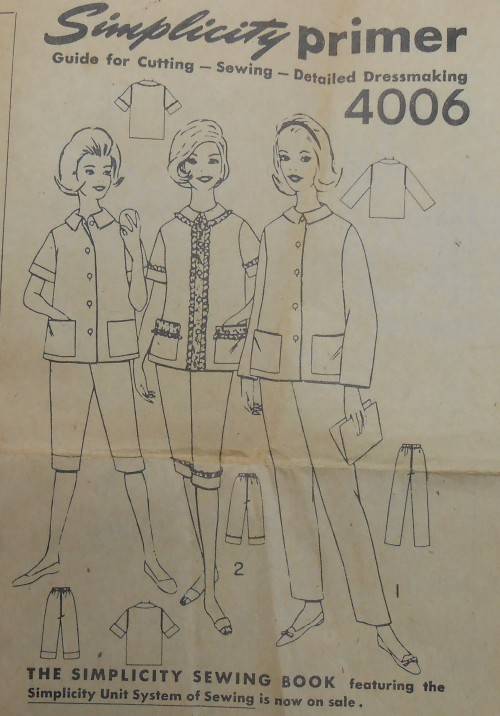 Simplicity primer
Guide for Cutting — Sewing — Detailed Dressmaking
4006
2
1
THE SIMPLICITY SEWING BOOK featuring the
Simplicity Unit System of Sewing is now on sale.